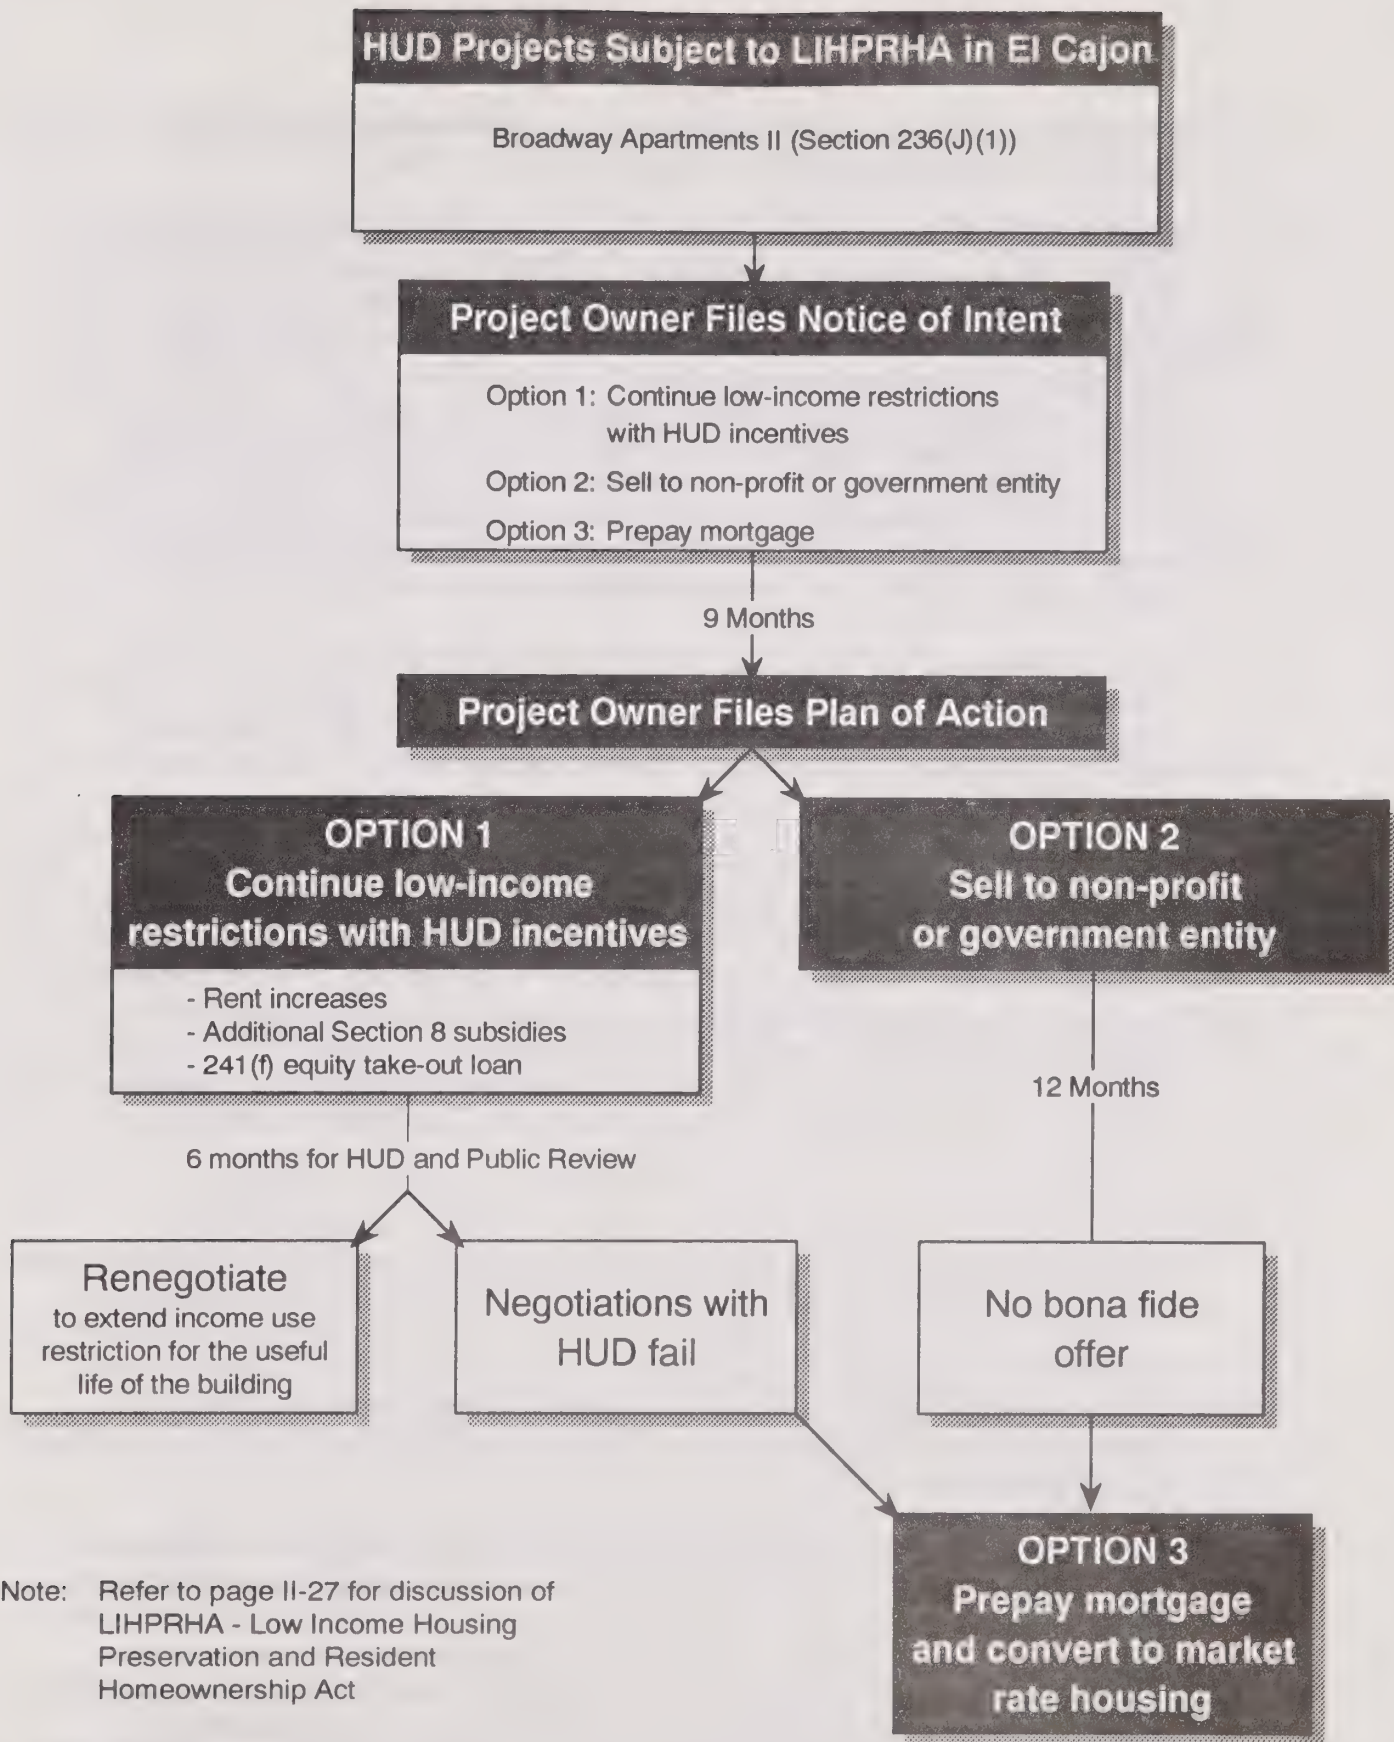 HUD Projects Subject to LIHPRHA in El Cajon
Broadway Apartments II (Section 236(J)(1))
Project Owner Files Notice of Intent
Option 1: Continue low-income restrictions
with HUD incentives
Option 2: Sell to non-profit or government entity
Option 3: Prepay mortgage
9 Months
Project Owner Files Plan of Action
OPTION 1
Continue low-income
restrictions with HUD incentives
- Rent increases
- Additional Section 8 subsidies
- 241(f) equity take-out loan
OPTION 2
Sell to non-profit
or government entity
6 months for HUD and Public Review
12 Months
Renegotiate
to extend income use
restriction for the useful
life of the building
Negotiations with
HUD fail
No bona fide
offer
OPTION 3
Prepay mortgage
and convert to market
rate housing
Note: Refer to page II-27 for discussion of
LIHPRHA - Low Income Housing
Preservation and Resident
Homeownership Act